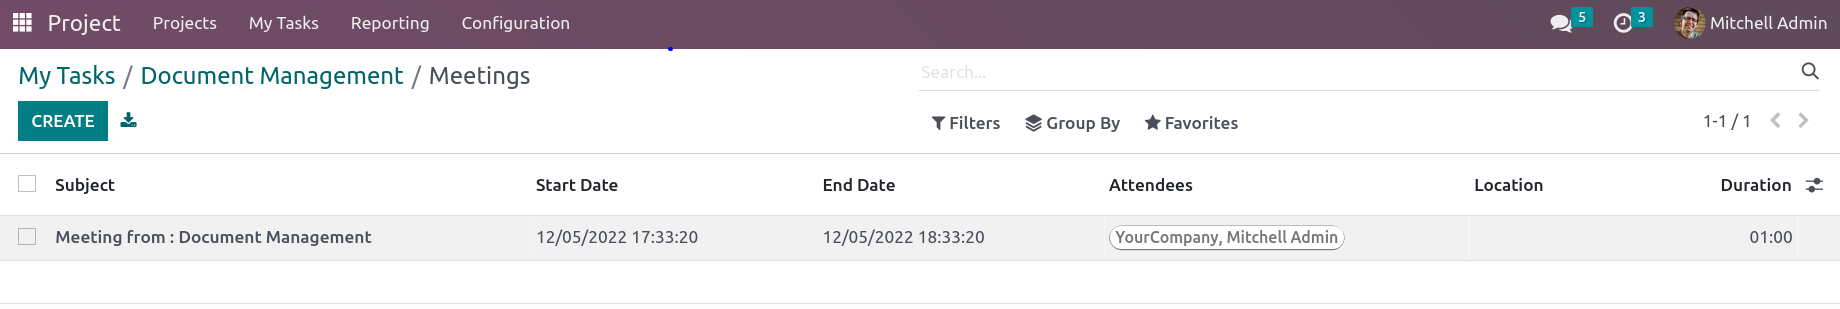 Project Projects My Tasks Reporting Configuration 5 3 Mitchell Admin
My Tasks / Document Management / Meetings Search...
CREATE Filters Group By Favorites 1-1 / 1
Subject Start Date End Date Attendees Location Duration
Meeting from : Document Management 12/05/2022 17:33:20 12/05/2022 18:33:20 YourCompany, Mitchell Admin 01:00